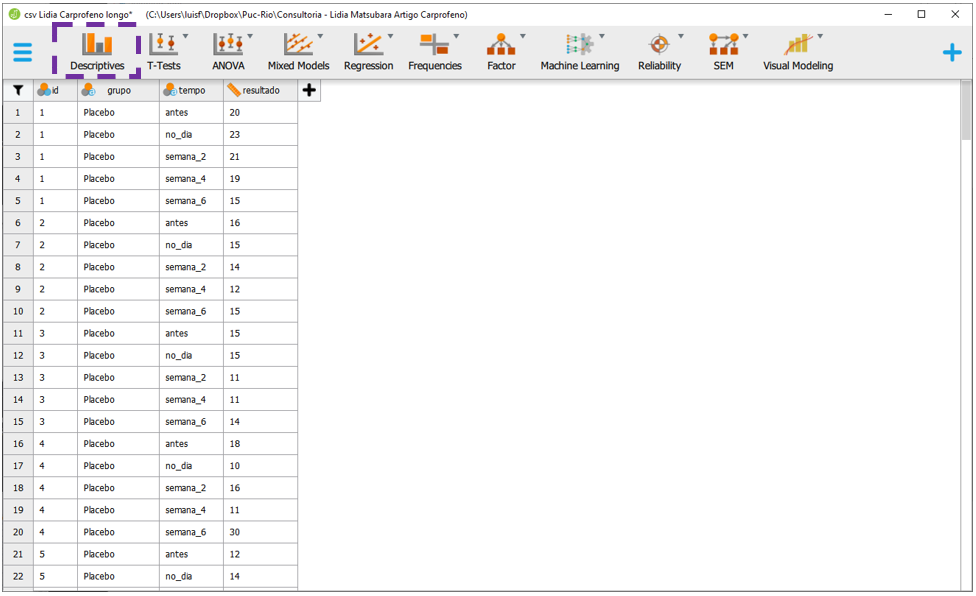 csv Lidia Carprofeno longo* (C:\Users\luisf\Dropbox\Puc-Rio\Consultoria - Lidia Matsubara Artigo Carprofeno)
Descriptives T-Tests ANOVA Mixed Models Regression Frequencies Factor Machine Learning Reliability SEM Visual Modeling
id grupo tempo resultado
1 1 Placebo antes 20
2 1 Placebo no_dia 23
3 1 Placebo semana_2 21
4 1 Placebo semana_4 19
5 1 Placebo semana_6 15
6 2 Placebo antes 16
7 2 Placebo no_dia 15
8 2 Placebo semana_2 14
9 2 Placebo semana_4 12
10 2 Placebo semana_6 15
11 3 Placebo antes 15
12 3 Placebo no_dia 15
13 3 Placebo semana_2 11
14 3 Placebo semana_4 11
15 3 Placebo semana_6 14
16 4 Placebo antes 18
17 4 Placebo no_dia 10
18 4 Placebo semana_2 16
19 4 Placebo semana_4 11
20 4 Placebo semana_6 30
21 5 Placebo antes 12
22 5 Placebo no_dia 14